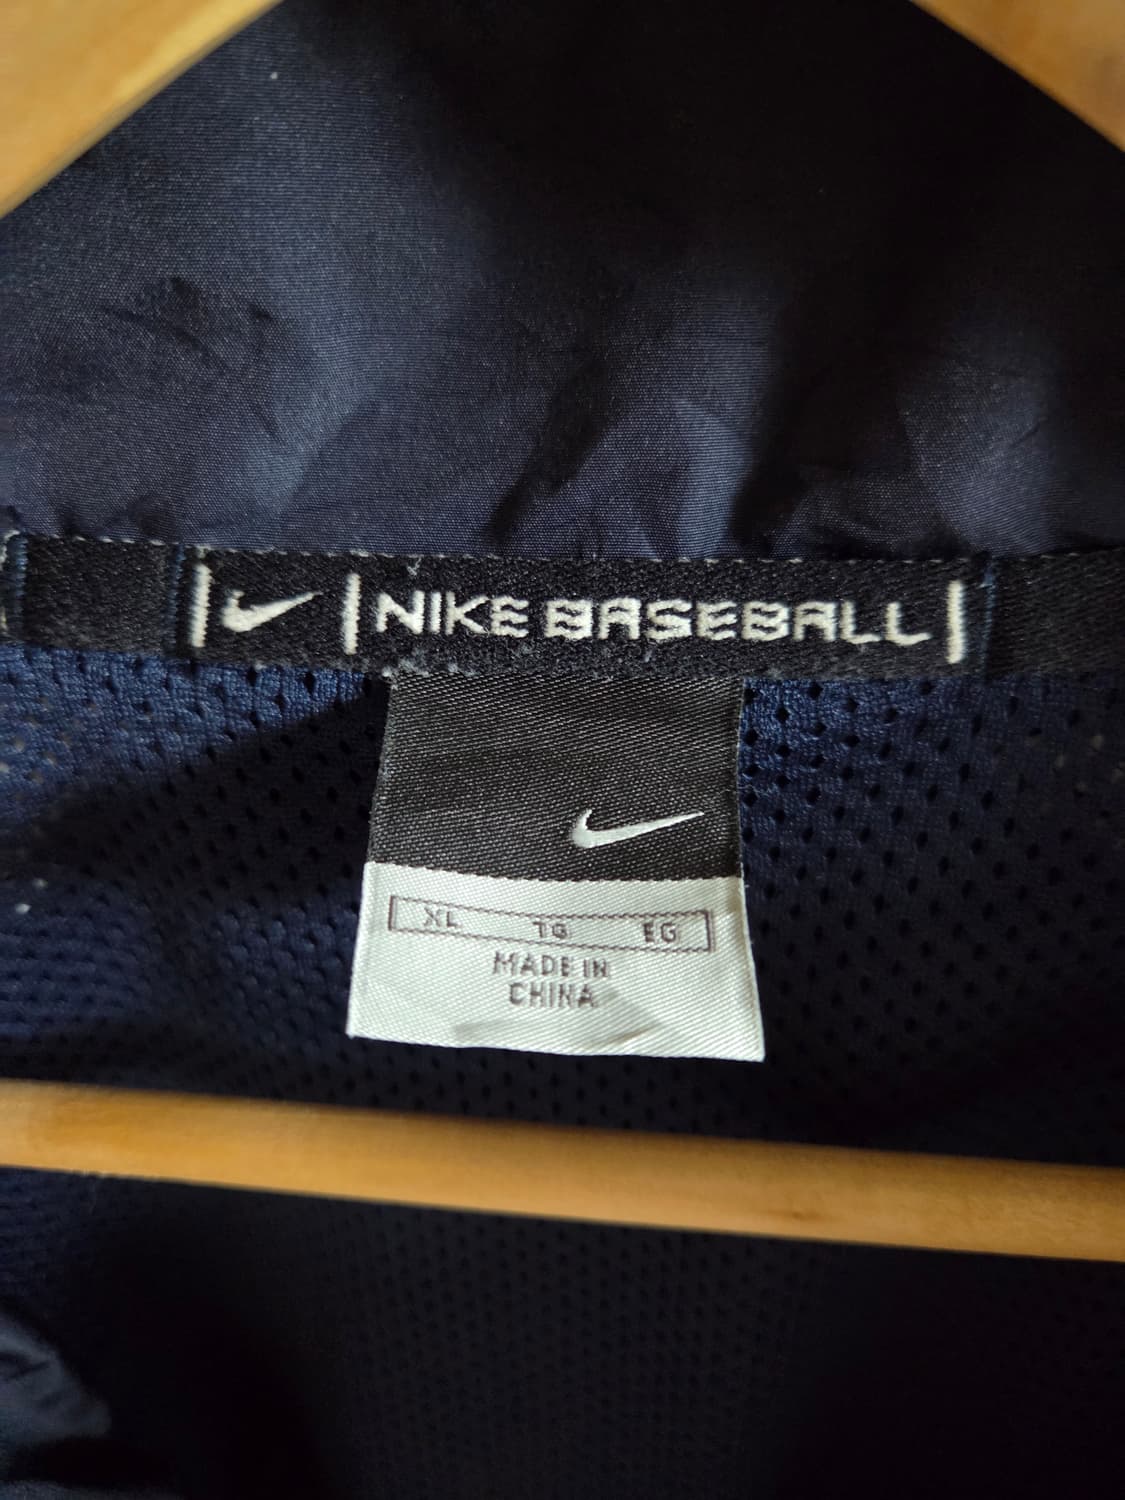 NIKE BASEBALL
XL TG EG
MADE IN
CHINA